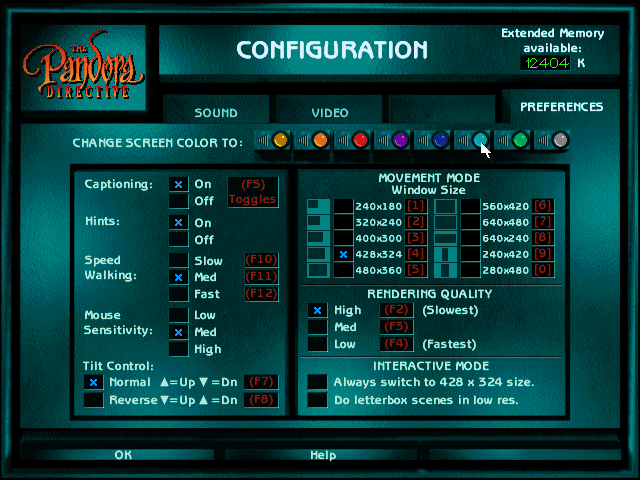 THE
Pandora
DIRECTIVE
CONFIGURATION
Extended Memory
available:
12404 K
SOUND
VIDEO
PREFERENCES
CHANGE SCREEN COLOR TO:
Captioning:
On
(F5)
Off
Toggles
Hints:
On
Off
Speed
Walking:
Slow
(F10)
Med
(F11)
Fast
(F12)
Mouse
Sensitivity:
Low
Med
High
Tilt Control:
Normal ▲=Up ▼=Dn (F7)
Reverse ▼=Up ▲=Dn (F8)
MOVEMENT MODE
Window Size
240x180 [1]
560x420 [6]
320x240 [2]
640x480 [7]
400x300 [3]
640x240 [8]
428x324 [4]
240x420 [9]
480x360 [5]
280x480 [0]
RENDERING QUALITY
High (F2) (Slowest)
Med (F3)
Low (F4) (Fastest)
INTERACTIVE MODE
Always switch to 428 x 324 size.
Do letterbox scenes in low res.
OK
Help